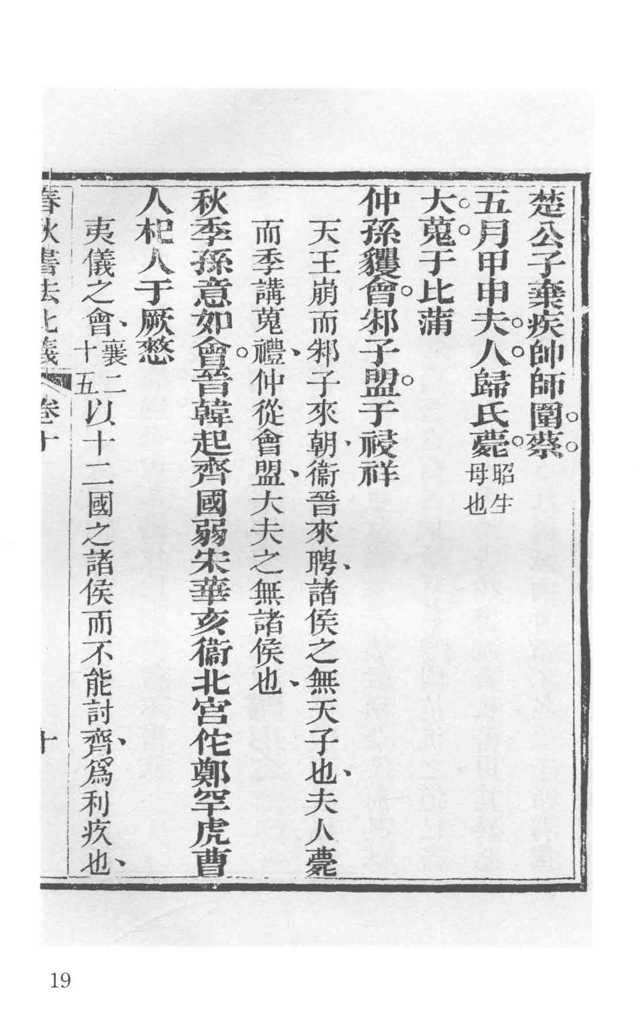 楚公子棄疾帥師圍蔡
五月甲申夫人歸氏薨昭生母也
大蒐于比蒲
仲孫貜會邾子盟于祲祥
天王崩而邾子來朝衞晉來聘諸侯之無天子也夫人薨
而季講蒐禮仲從會盟大夫之無諸侯也
秋季孫意如會晉韓起齊國弱宋華亥衞北宮佗鄭罕虎曹
人杞人于厥憖
夷儀之會襄二十五以十二國之諸侯而不能討齊爲利疚也
春秋書法比義 卷十 十
19